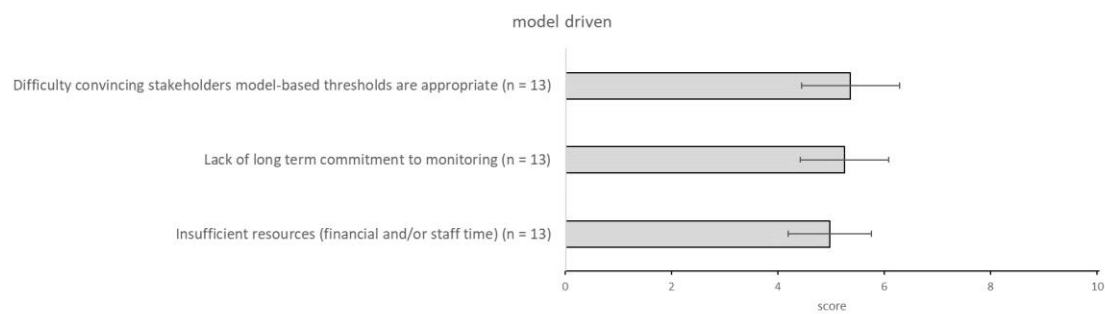 model driven
Difficulty convincing stakeholders model-based thresholds are appropriate (n = 13)
Lack of long term commitment to monitoring (n = 13)
Insufficient resources (financial and/or staff time) (n = 13)
0 2 4 6 8 10
score